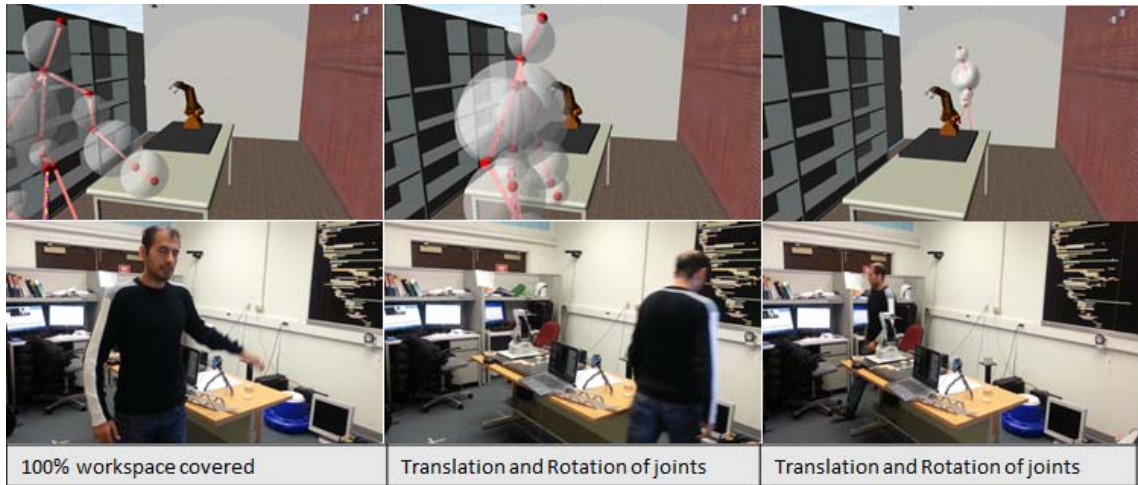 100% workspace covered
Translation and Rotation of joints
Translation and Rotation of joints